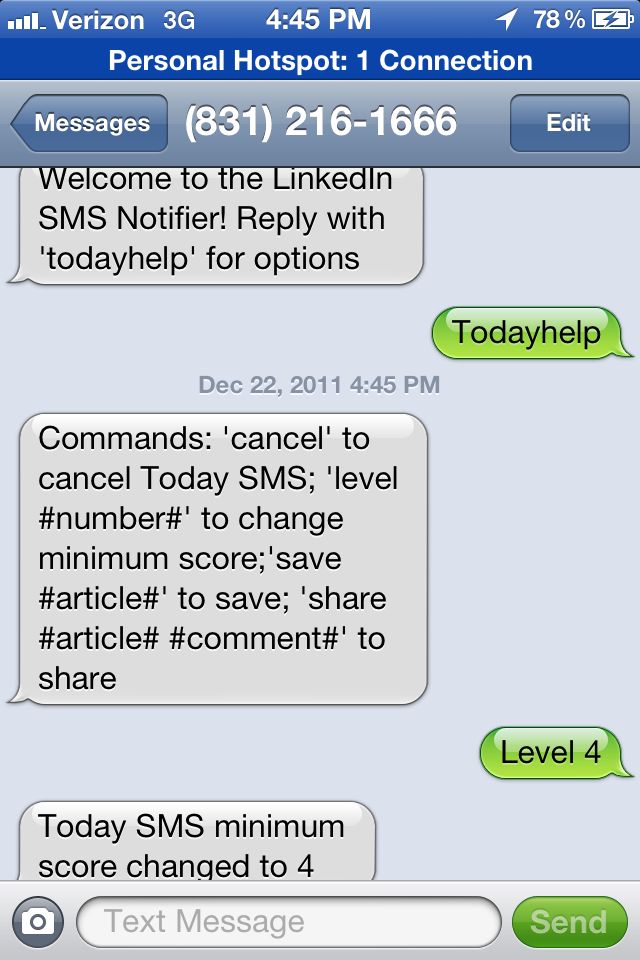 Verizon 3G 4:45 PM 78 %
Personal Hotspot: 1 Connection
Messages (831) 216-1666 Edit
Welcome to the LinkedIn
SMS Notifier! Reply with
'todayhelp' for options
Todayhelp
Dec 22, 2011 4:45 PM
Commands: 'cancel' to
cancel Today SMS; 'level
#number#' to change
minimum score;'save
#article#' to save; 'share
#article# #comment#' to
share
Level 4
Today SMS minimum
score changed to 4
Text Message Send